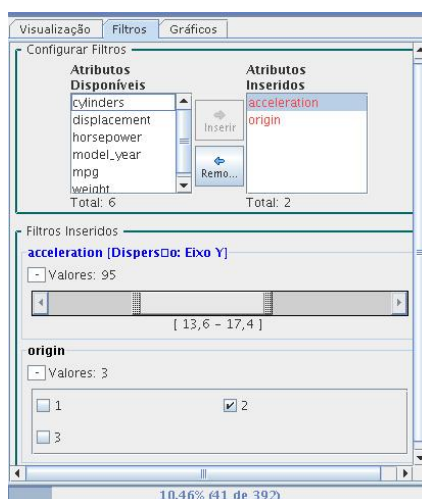 Visualização Filtros Gráficos
Configurar Filtros
Atributos Disponíveis
Atributos Inseridos
cylinders
displacement
horsepower
model_year
mpg
weight
Inserir
Remo...
acceleration
origin
Total: 6
Total: 2
Filtros Inseridos
acceleration [Dispers□o: Eixo Y]
- Valores: 95
[ 13,6 – 17,4 ]
origin
- Valores: 3
1
2
3
10,46% (41 de 392)